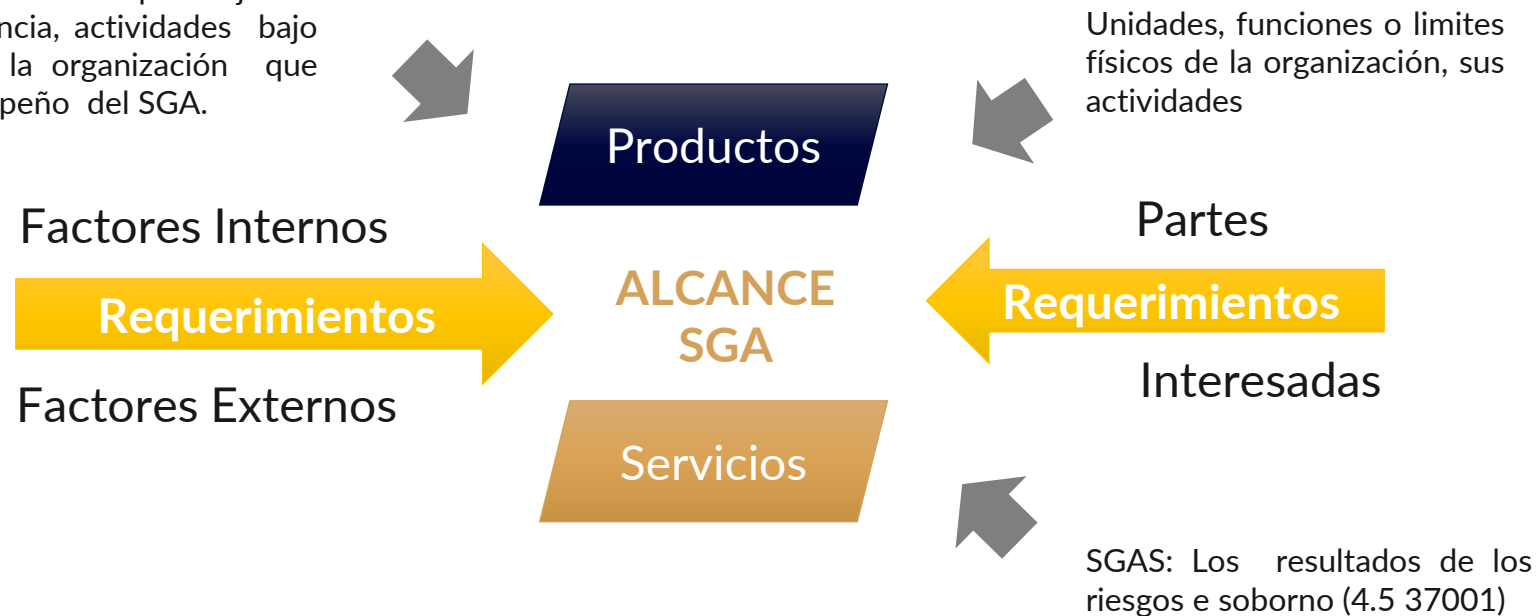 ncia, actividades bajo
la organización que
peño del SGA.
Unidades, funciones o limites
físicos de la organización, sus
actividades
Productos
Factores Internos
Requerimientos
Factores Externos
ALCANCE
SGA
Partes
Requerimientos
Interesadas
Servicios
SGAS: Los resultados de los
riesgos e soborno (4.5 37001)